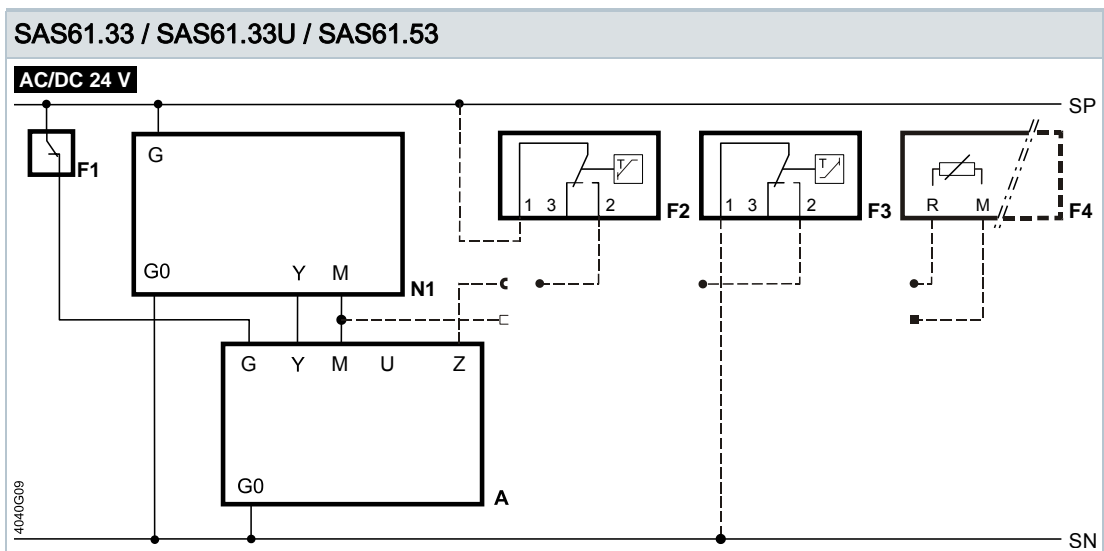 SAS61.33 / SAS61.33U / SAS61.53
AC/DC 24 V
SP
F1
G
G0 Y M
N1
1 3 2
F2
1 3 2
F3
R M
F4
G Y M U Z
G0
A
4040G09
SN
T
T